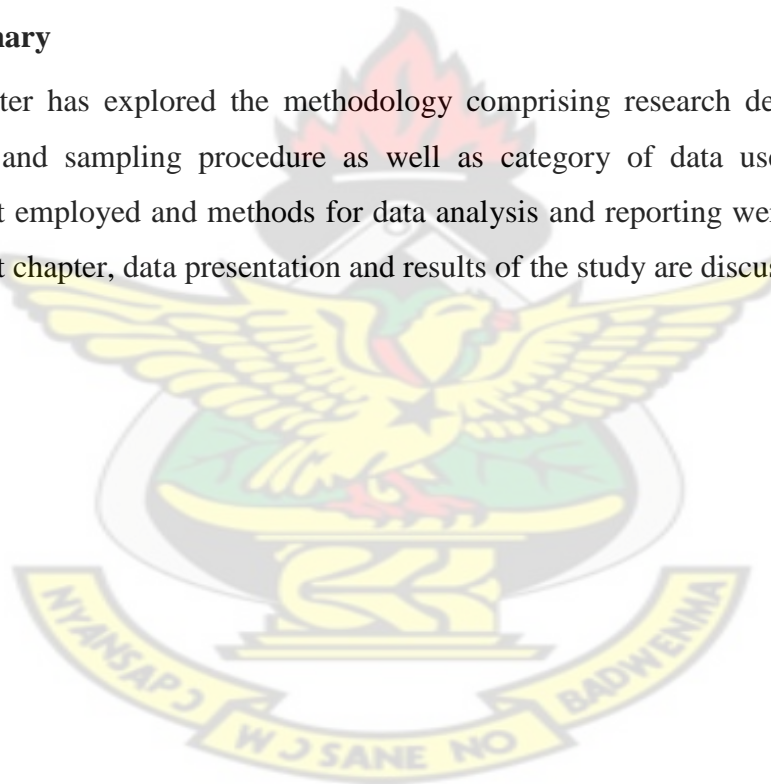 nary
ter has explored the methodology comprising research de
and sampling procedure as well as category of data use
t employed and methods for data analysis and reporting wer
t chapter, data presentation and results of the study are discus
NYANSAPƆ WƆSANE NO BADWENMA